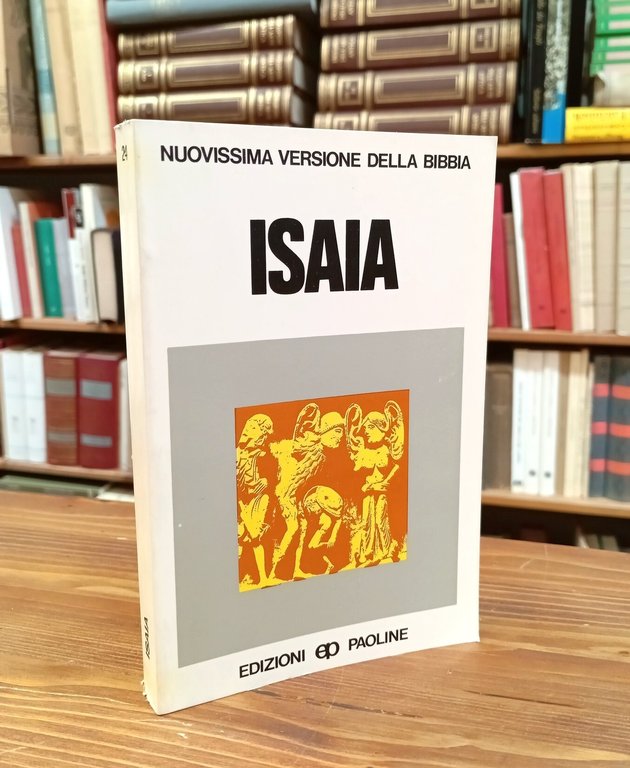 NUOVISSIMA VERSIONE DELLA BIBBIA
ISAIA
EDIZIONI ep PAOLINE
24
ISAIA